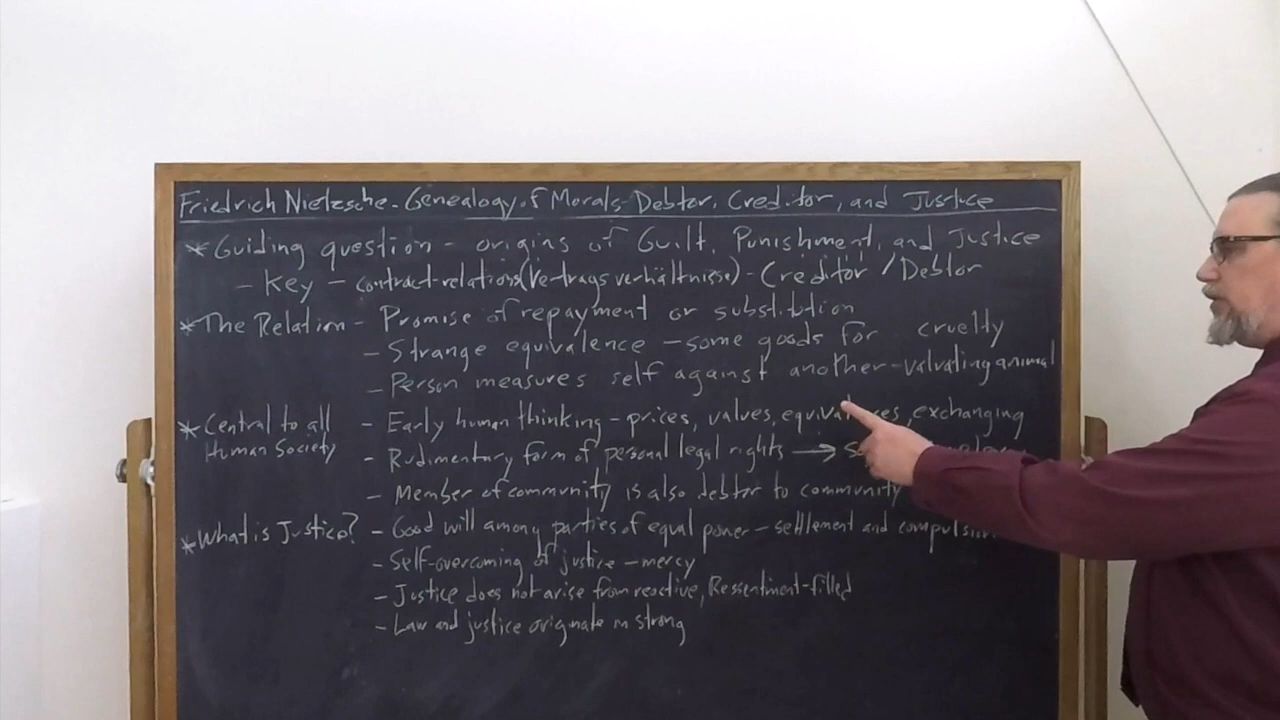 Friedrich Nietzsche - Genealogy of Morals - Debtor, Creditor, and Justice
* Guiding question - origins of Guilt, Punishment, and Justice
- Key - contract-relations (Vertragsverhältnisse) - Creditor / Debtor
* The Relation - Promise of repayment or substitution
- Strange equivalence - some goods for cruelty
- Person measures self against another - valuating animal
* Central to all Human Society - Early human thinking - prices, values, exchanging
- Rudimentary form of personal legal rights →
- Member of community is also debtor to community
* What is Justice? - Good will among parties of equal power - settlement and
- Self-overcoming of justice - mercy
- Justice does not arise from reactive, Ressentiment-filled
- Law and justice originate in strong